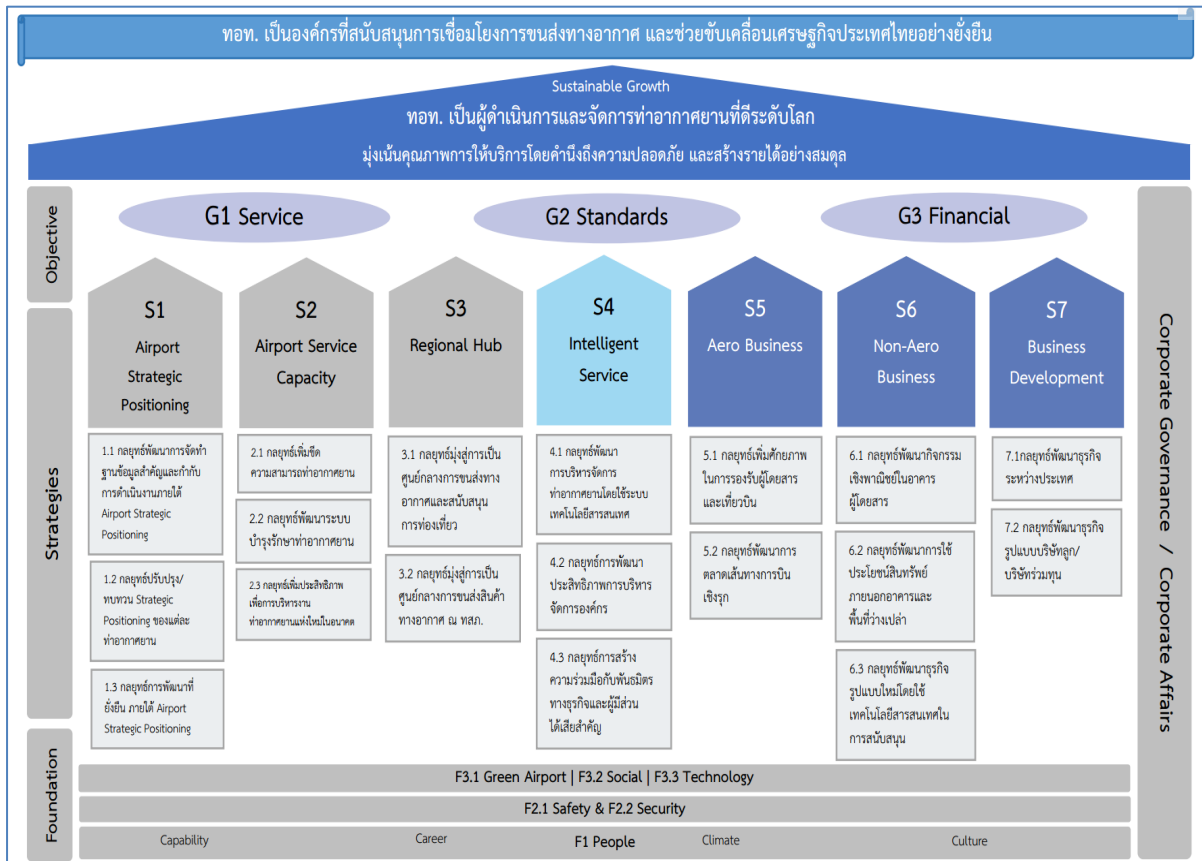 ทอท. เป็นองค์กรที่สนับสนุนการเชื่อมโยงการขนส่งทางอากาศ และช่วยขับเคลื่อนเศรษฐกิจประเทศไทยอย่างยั่งยืน
Sustainable Growth
ทอท. เป็นผู้ดำเนินการและจัดการท่าอากาศยานที่ดีระดับโลก
มุ่งเน้นคุณภาพการให้บริการโดยคำนึงถึงความปลอดภัย และสร้างรายได้อย่างสมดุล
Objective
G1 Service
G2 Standards
G3 Financial
Strategies
S1
Airport
Strategic
Positioning
1.1 กลยุทธ์พัฒนาการจัดทำ
ฐานข้อมูลสำคัญและกำกับ
การดำเนินงานภายใต้
Airport Strategic
Positioning
1.2 กลยุทธ์ปรับปรุง/
ทบทวน Strategic
Positioning ของแต่ละ
ท่าอากาศยาน
1.3 กลยุทธ์การพัฒนาที่
ยั่งยืน ภายใต้ Airport
Strategic Positioning
S2
Airport Service
Capacity
2.1 กลยุทธ์เพิ่มขีด
ความสามารถท่าอากาศยาน
2.2 กลยุทธ์พัฒนาระบบ
บำรุงรักษาท่าอากาศยาน
2.3 กลยุทธ์เพิ่มประสิทธิภาพ
เพื่อการบริหารงาน
ท่าอากาศยานแห่งใหม่ในอนาคต
S3
Regional Hub
3.1 กลยุทธ์มุ่งสู่การเป็น
ศูนย์กลางการขนส่งทาง
อากาศและสนับสนุน
การท่องเที่ยว
3.2 กลยุทธ์มุ่งสู่การเป็น
ศูนย์กลางการขนส่งสินค้า
ทางอากาศ ณ ทสภ.
S4
Intelligent
Service
4.1 กลยุทธ์พัฒนา
การบริหารจัดการ
ท่าอากาศยานโดยใช้ระบบ
เทคโนโลยีสารสนเทศ
4.2 กลยุทธ์การพัฒนา
ประสิทธิภาพการบริหาร
จัดการองค์กร
4.3 กลยุทธ์การสร้าง
ความร่วมมือกับพันธมิตร
ทางธุรกิจและผู้มีส่วน
ได้เสียสำคัญ
S5
Aero Business
5.1 กลยุทธ์เพิ่มศักยภาพ
ในการรองรับผู้โดยสาร
และเที่ยวบิน
5.2 กลยุทธ์พัฒนาการ
ตลาดเส้นทางการบิน
เชิงรุก
S6
Non-Aero
Business
6.1 กลยุทธ์พัฒนากิจกรรม
เชิงพาณิชย์ในอาคาร
ผู้โดยสาร
6.2 กลยุทธ์พัฒนาการใช้
ประโยชน์สินทรัพย์
ภายนอกอาคารและ
พื้นที่ว่างเปล่า
6.3 กลยุทธ์พัฒนาธุรกิจ
รูปแบบใหม่โดยใช้
เทคโนโลยีสารสนเทศใน
การสนับสนุน
S7
Business
Development
7.1กลยุทธ์พัฒนาธุรกิจ
ระหว่างประเทศ
7.2 กลยุทธ์พัฒนาธุรกิจ
รูปแบบบริษัทลูก/
บริษัทร่วมทุน
Corporate Governance / Corporate Affairs
Foundation
F3.1 Green Airport | F3.2 Social | F3.3 Technology
F2.1 Safety & F2.2 Security
Capability Career F1 People Climate Culture